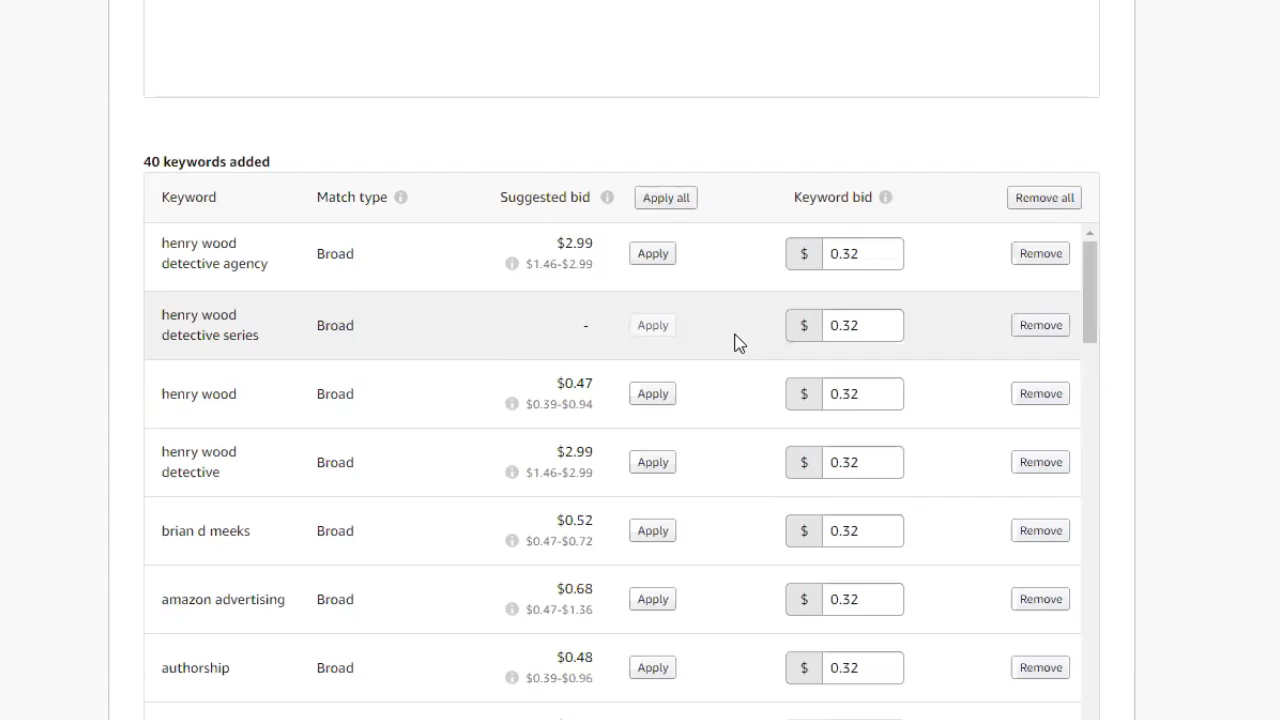 40 keywords added
Keyword Match type Suggested bid Apply all Keyword bid Remove all
henry wood
detective agency
Broad
$2.99
$1.46-$2.99
Apply
$ 0.32
Remove
henry wood
detective series
Broad
-
Apply
$ 0.32
Remove
henry wood
Broad
$0.47
$0.39-$0.94
Apply
$ 0.32
Remove
henry wood
detective
Broad
$2.99
$1.46-$2.99
Apply
$ 0.32
Remove
brian d meeks
Broad
$0.52
$0.47-$0.72
Apply
$ 0.32
Remove
amazon advertising
Broad
$0.68
$0.47-$1.36
Apply
$ 0.32
Remove
authorship
Broad
$0.48
$0.39-$0.96
Apply
$ 0.32
Remove